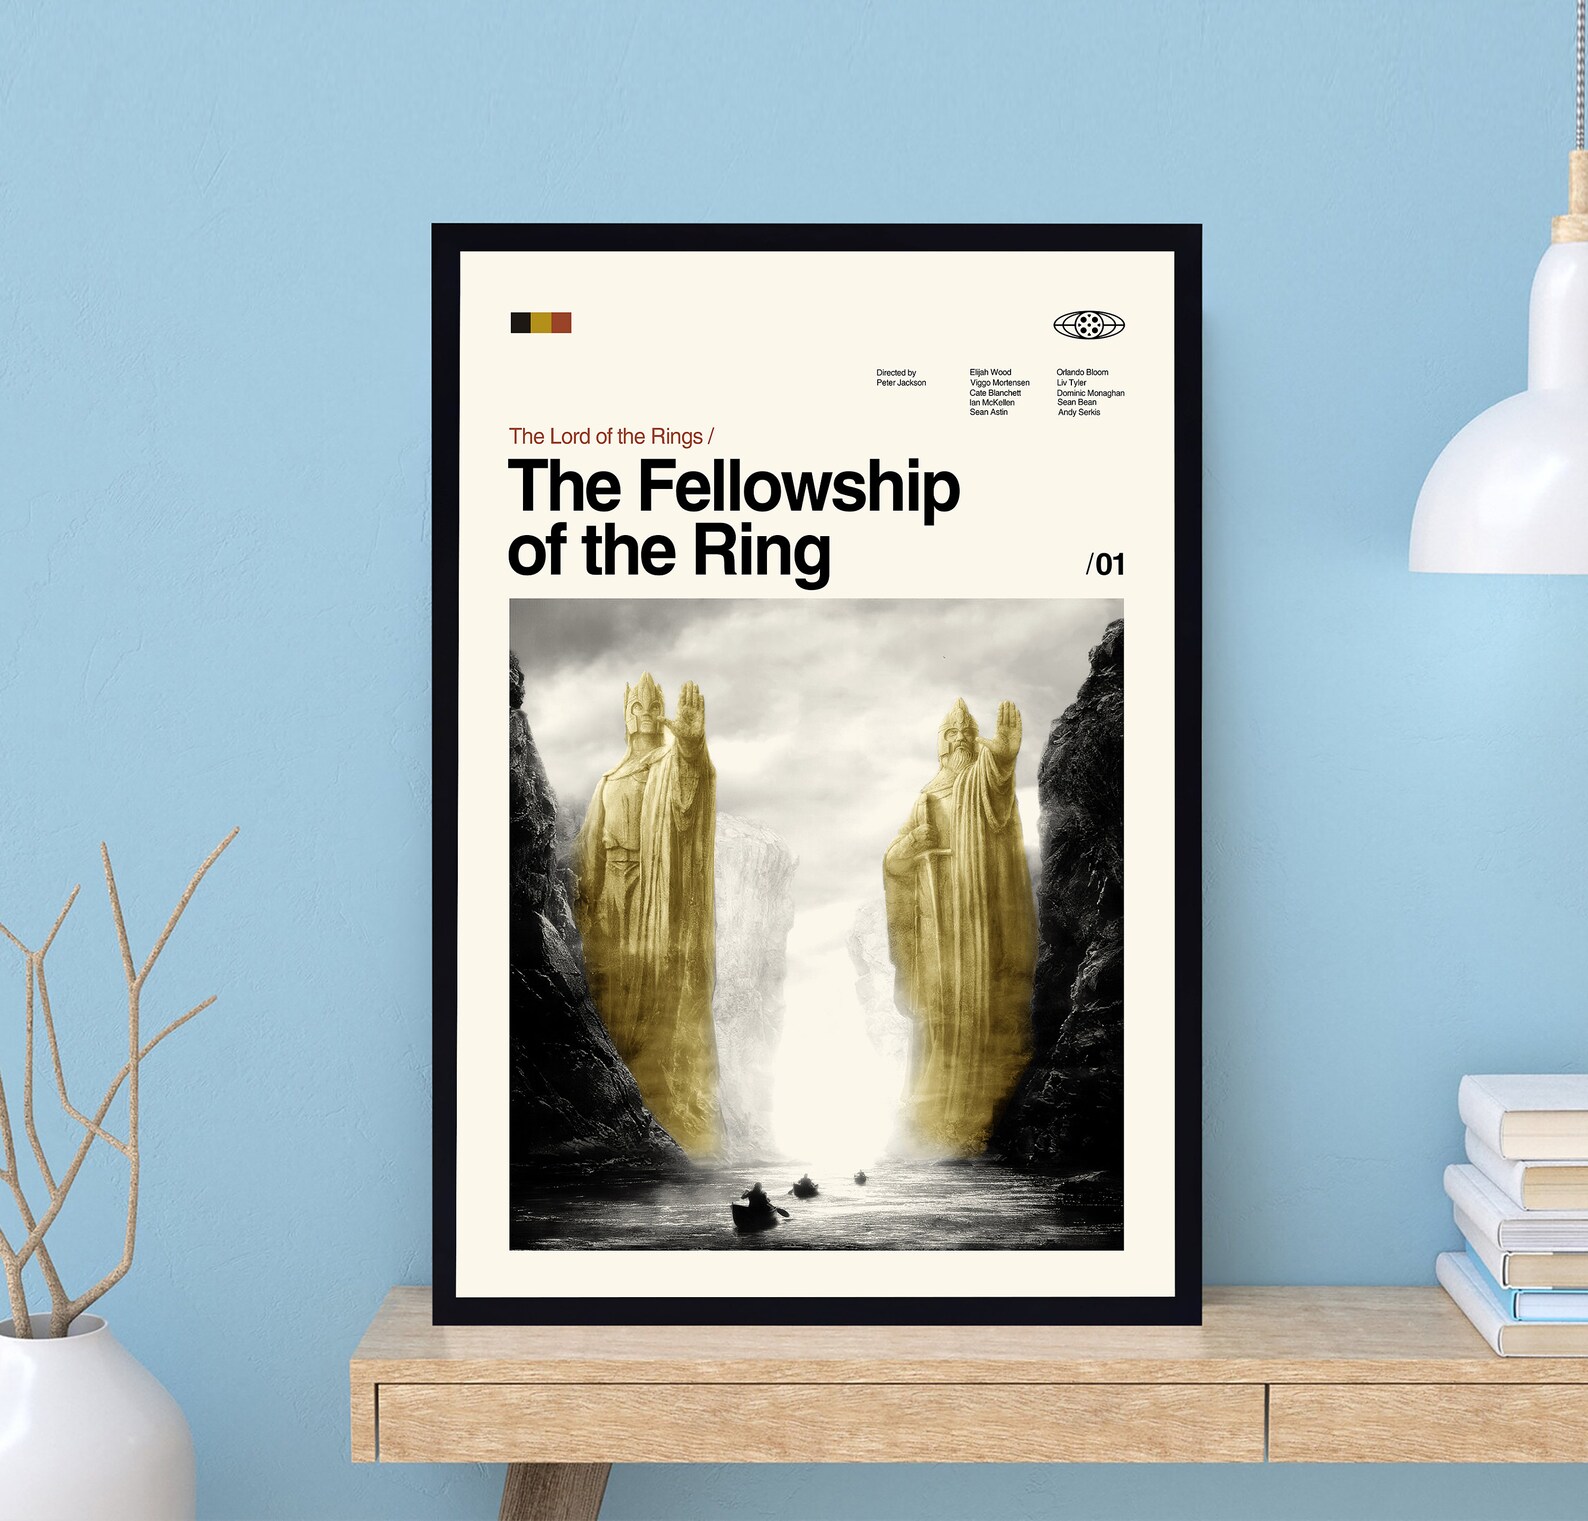 Directed by
Peter Jackson
Elijah Wood
Viggo Mortensen
Cate Blanchett
Ian McKellen
Sean Astin
Orlando Bloom
Liv Tyler
Dominic Monaghan
Sean Bean
Andy Serkis
The Lord of the Rings /
The Fellowship
of the Ring
/01